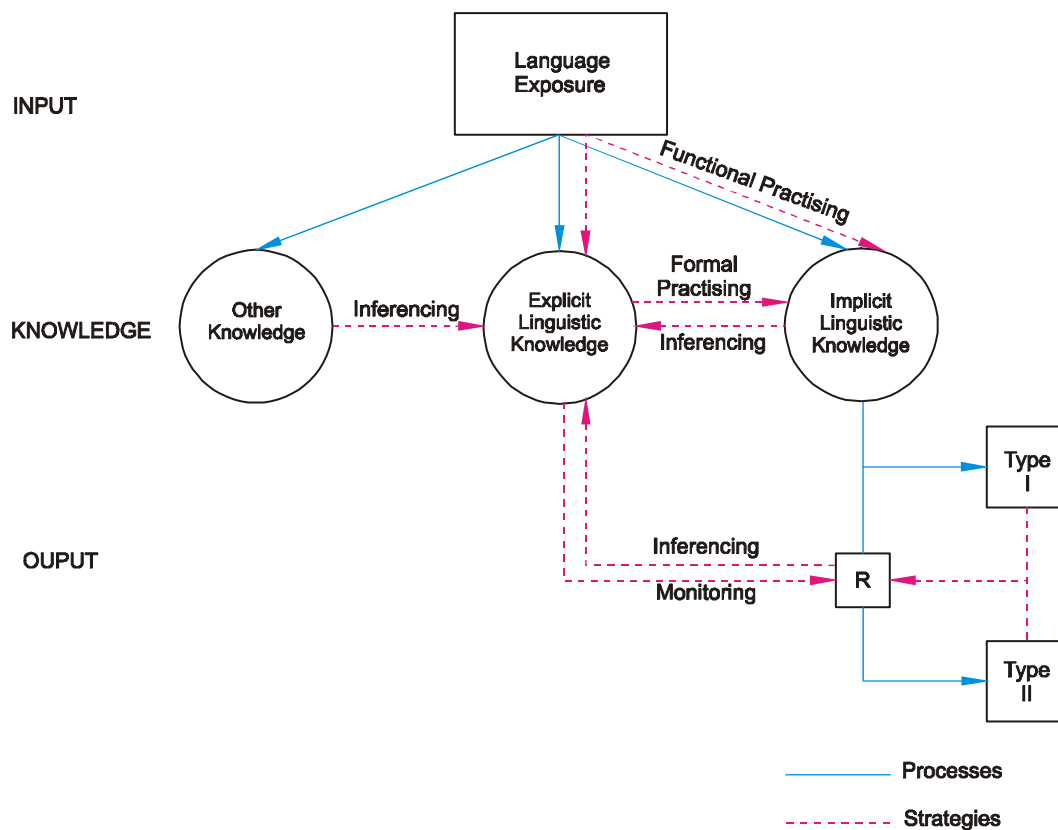 Language
Exposure
INPUT
Functional Practising
Formal
Practising
Other
Knowledge
Inferencing
Explicit
Linguistic
Knowledge
Implicit
Linguistic
Knowledge
KNOWLEDGE
Inferencing
Type
I
OUPUT
Inferencing
R
Monitoring
Type
II
Processes
Strategies